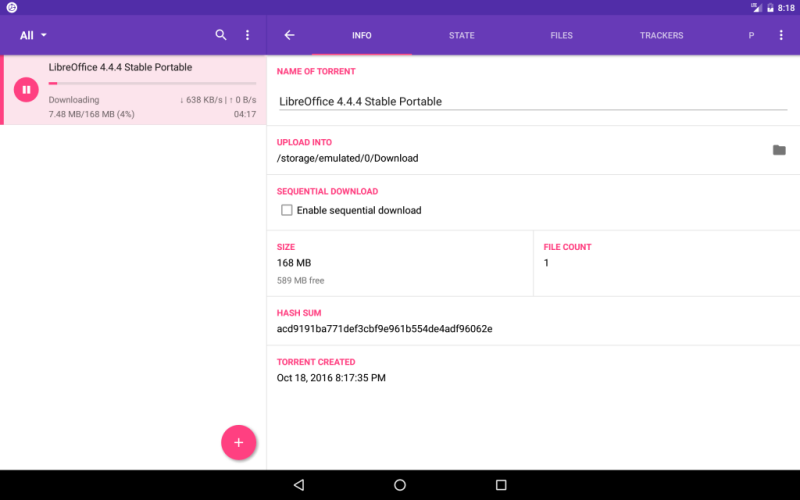 8:18
All
INFO
STATE
FILES
TRACKERS
P
LibreOffice 4.4.4 Stable Portable
Downloading
↓ 638 KB/s | ↑ 0 B/s
7.48 MB/168 MB (4%)
04:17
NAME OF TORRENT
LibreOffice 4.4.4 Stable Portable
UPLOAD INTO
/storage/emulated/0/Download
SEQUENTIAL DOWNLOAD
Enable sequential download
SIZE
168 MB
589 MB free
FILE COUNT
1
HASH SUM
acd9191ba771def3cbf9e961b554de4adf96062e
TORRENT CREATED
Oct 18, 2016 8:17:35 PM